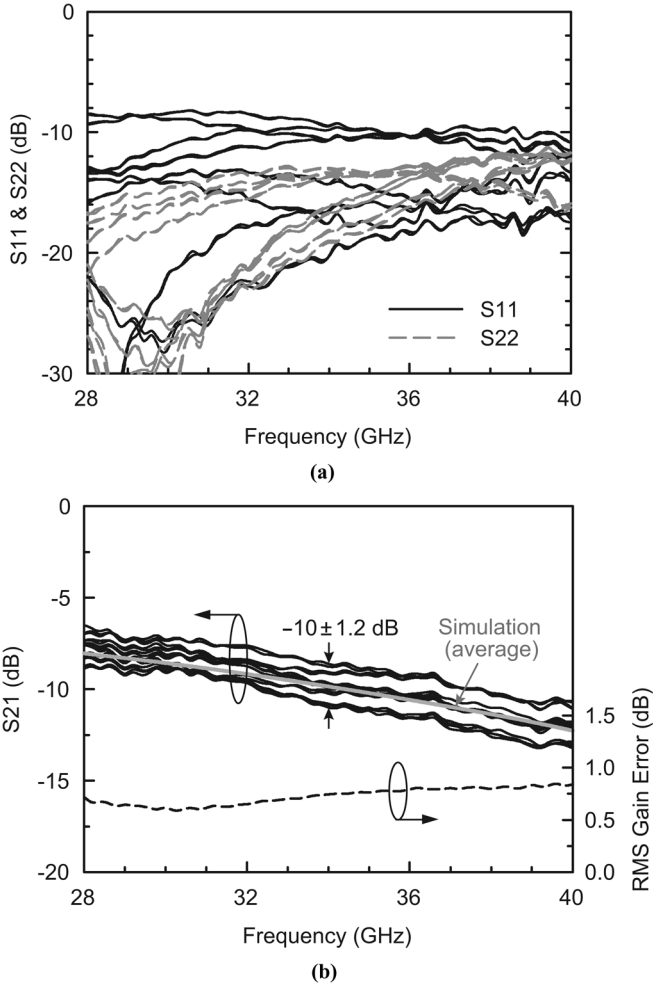 0
-10
-20
-30
S11 & S22 (dB)
S11
S22
28
32
36
40
Frequency (GHz)
(a)
0
-5
-10
-15
-20
S21 (dB)
−10 ± 1.2 dB
Simulation
(average)
1.5
1.0
0.5
0.0
RMS Gain Error (dB)
28
32
36
40
Frequency (GHz)
(b)